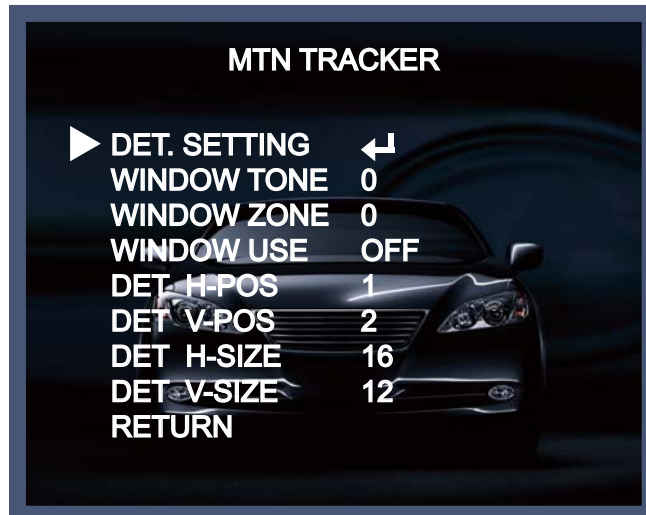 MTN TRACKER
DET. SETTING ↵
WINDOW TONE 0
WINDOW ZONE 0
WINDOW USE OFF
DET H-POS 1
DET V-POS 2
DET H-SIZE 16
DET V-SIZE 12
RETURN